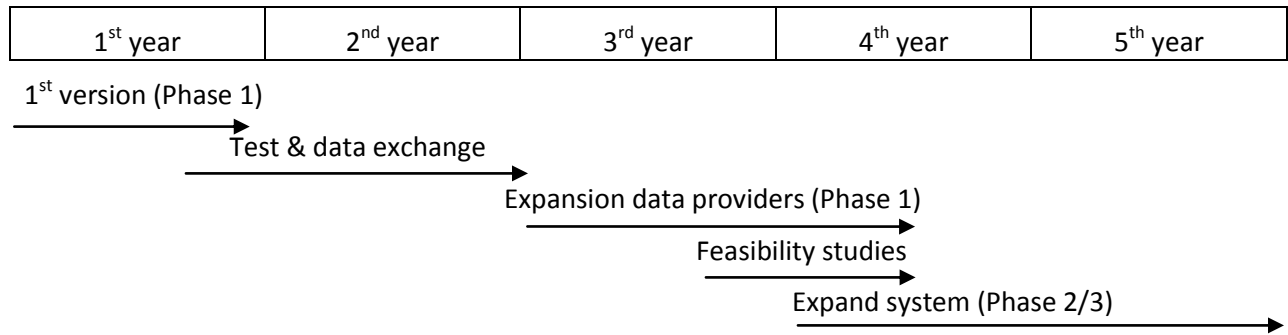 1st year 2nd year 3rd year 4th year 5th year
1st version (Phase 1)
Test & data exchange
Expansion data providers (Phase 1)
Feasibility studies
Expand system (Phase 2/3)